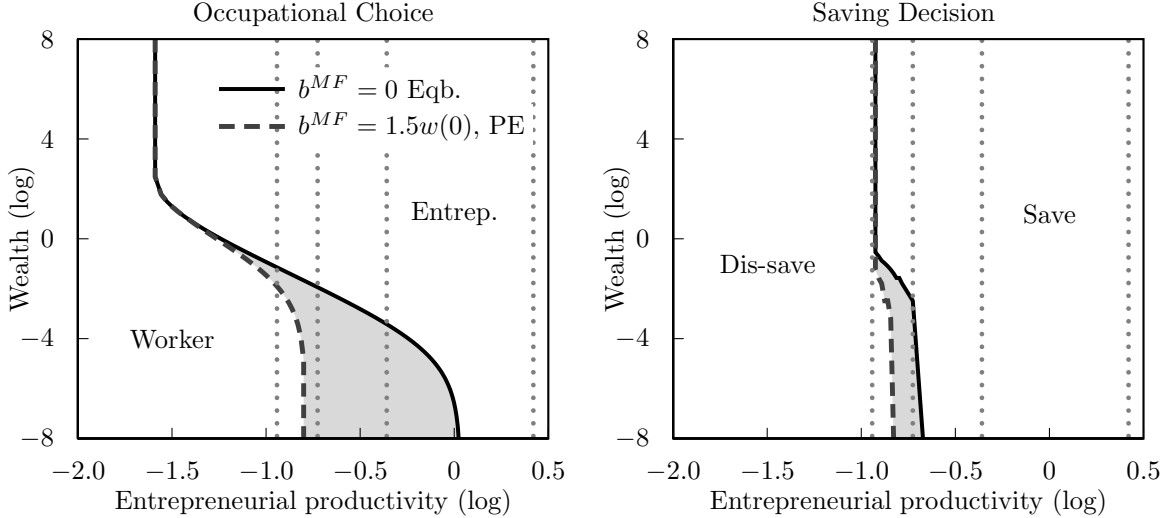 Occupational Choice
8
4
0
−4
−8
Wealth (log)
b^{MF} = 0 Eqb.
b^{MF} = 1.5w(0), PE
Entrep.
Worker
−2.0 −1.5 −1.0 −0.5 0 0.5
Entrepreneurial productivity (log)
Saving Decision
8
4
0
−4
−8
Wealth (log)
Save
Dis-save
−2.0 −1.5 −1.0 −0.5 0 0.5
Entrepreneurial productivity (log)